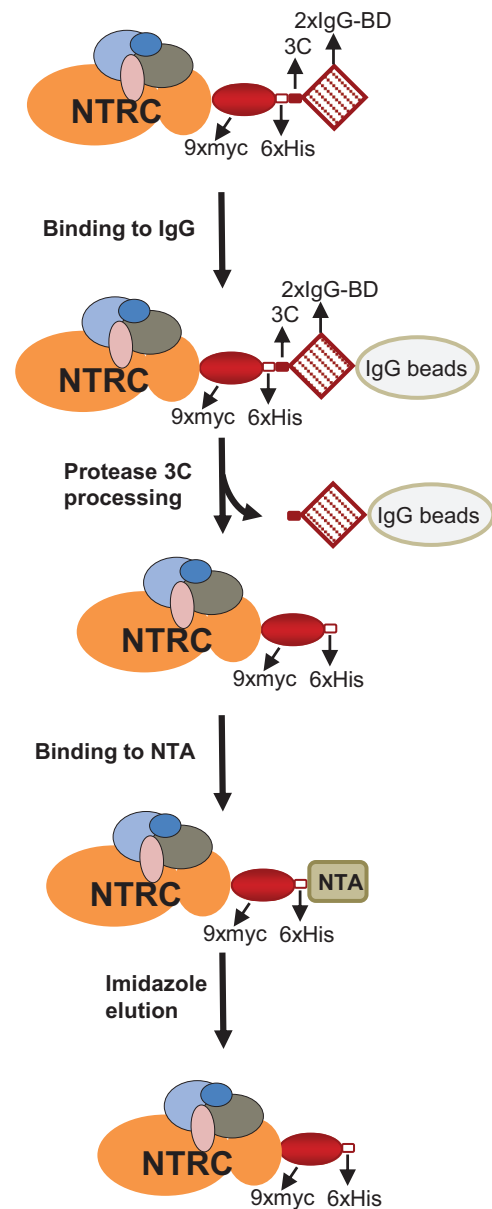 2xIgG-BD
3C
NTRC
9xmyc 6xHis
Binding to IgG
2xIgG-BD
3C
NTRC
IgG beads
9xmyc 6xHis
Protease 3C
processing
IgG beads
NTRC
9xmyc 6xHis
Binding to NTA
NTRC
NTA
9xmyc 6xHis
Imidazole
elution
NTRC
9xmyc 6xHis